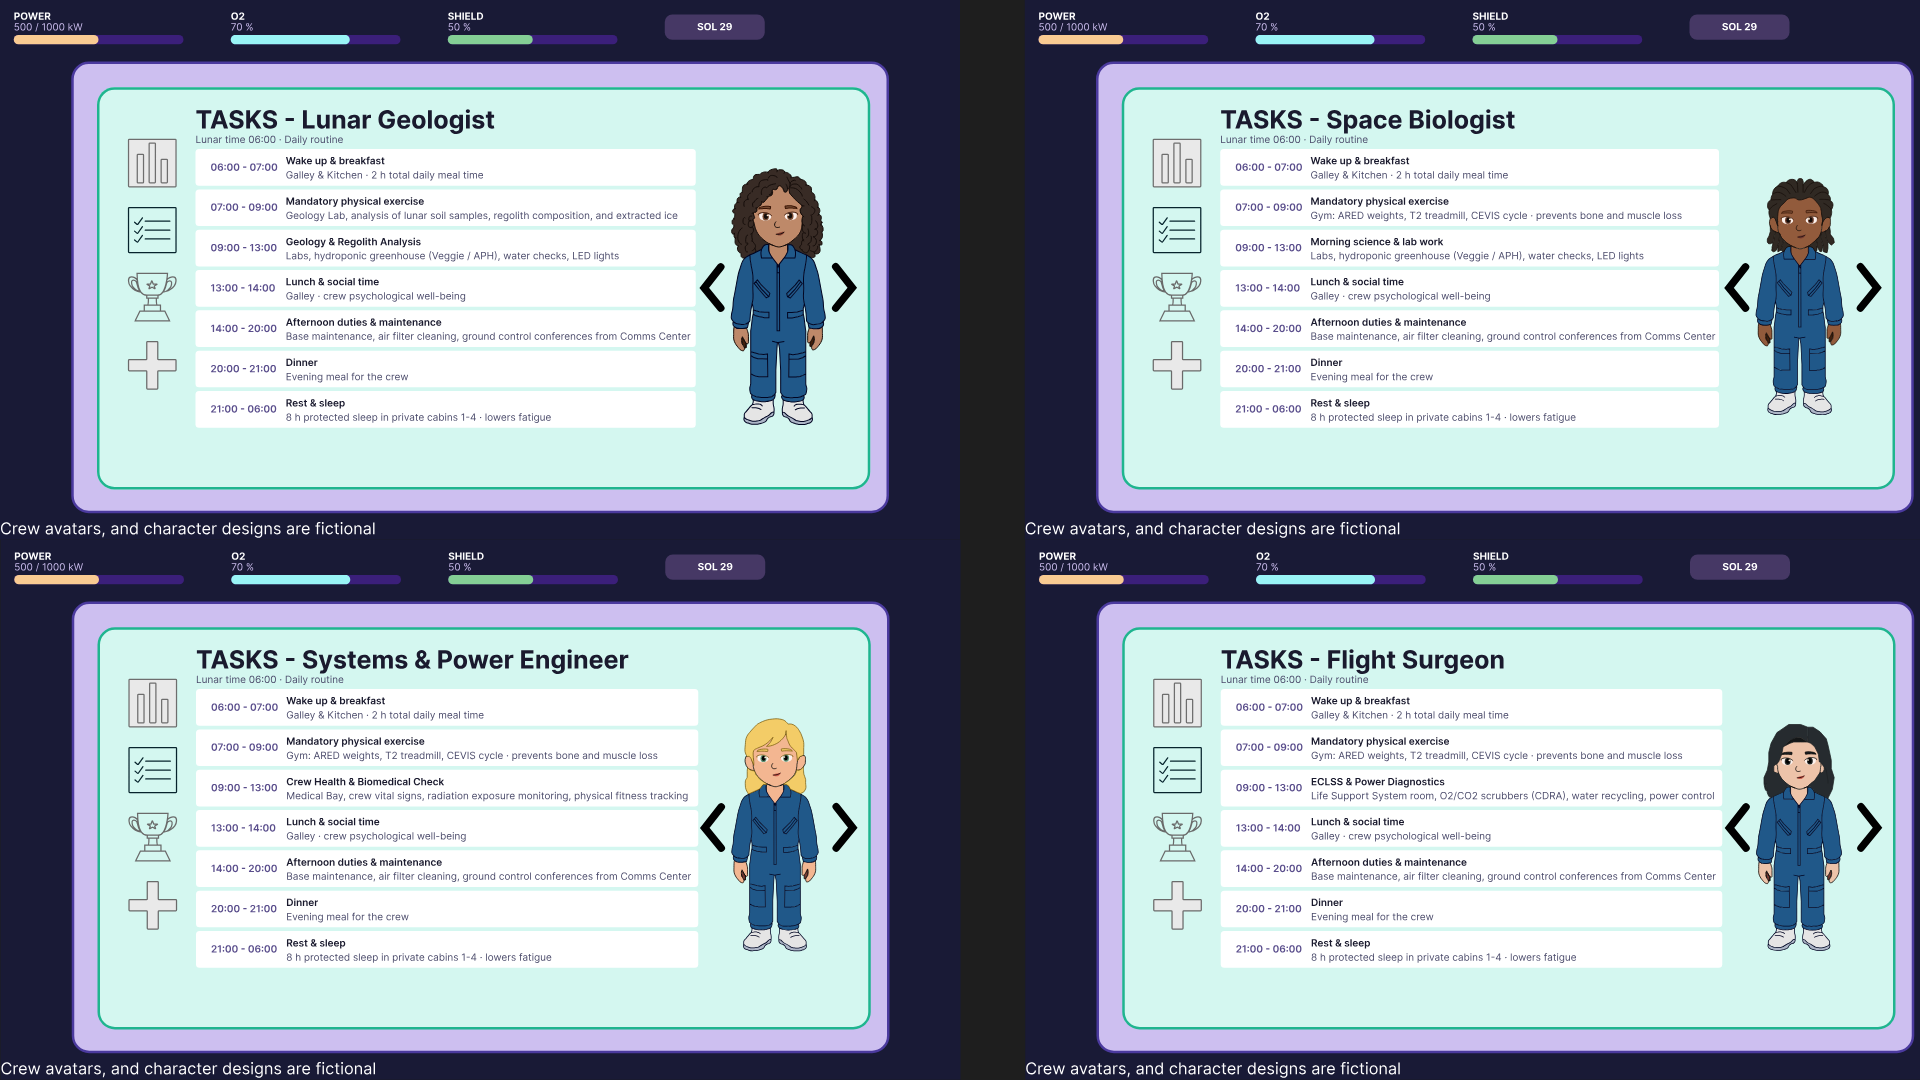 POWER
500 / 1000 kW
O2
70 %
SHIELD
50 %
SOL 29
TASKS - Lunar Geologist
Lunar time 06:00 · Daily routine
06:00 - 07:00
Wake up & breakfast
Galley & Kitchen · 2 h total daily meal time
07:00 - 09:00
Mandatory physical exercise
Geology Lab, analysis of lunar soil samples, regolith composition, and extracted ice
09:00 - 13:00
Geology & Regolith Analysis
Labs, hydroponic greenhouse (Veggie / APH), water checks, LED lights
13:00 - 14:00
Lunch & social time
Galley · crew psychological well-being
14:00 - 20:00
Afternoon duties & maintenance
Base maintenance, air filter cleaning, ground control conferences from Comms Center
20:00 - 21:00
Dinner
Evening meal for the crew
21:00 - 06:00
Rest & sleep
8 h protected sleep in private cabins 1-4 · lowers fatigue
Crew avatars, and character designs are fictional
POWER
500 / 1000 kW
O2
70 %
SHIELD
50 %
SOL 29
TASKS - Space Biologist
Lunar time 06:00 · Daily routine
06:00 - 07:00
Wake up & breakfast
Galley & Kitchen · 2 h total daily meal time
07:00 - 09:00
Mandatory physical exercise
Gym: ARED weights, T2 treadmill, CEVIS cycle · prevents bone and muscle loss
09:00 - 13:00
Morning science & lab work
Labs, hydroponic greenhouse (Veggie / APH), water checks, LED lights
13:00 - 14:00
Lunch & social time
Galley · crew psychological well-being
14:00 - 20:00
Afternoon duties & maintenance
Base maintenance, air filter cleaning, ground control conferences from Comms Center
20:00 - 21:00
Dinner
Evening meal for the crew
21:00 - 06:00
Rest & sleep
8 h protected sleep in private cabins 1-4 · lowers fatigue
Crew avatars, and character designs are fictional
POWER
500 / 1000 kW
O2
70 %
SHIELD
50 %
SOL 29
TASKS - Systems & Power Engineer
Lunar time 06:00 · Daily routine
06:00 - 07:00
Wake up & breakfast
Galley & Kitchen · 2 h total daily meal time
07:00 - 09:00
Mandatory physical exercise
Gym: ARED weights, T2 treadmill, CEVIS cycle · prevents bone and muscle loss
09:00 - 13:00
Crew Health & Biomedical Check
Medical Bay, crew vital signs, radiation exposure monitoring, physical fitness tracking
13:00 - 14:00
Lunch & social time
Galley · crew psychological well-being
14:00 - 20:00
Afternoon duties & maintenance
Base maintenance, air filter cleaning, ground control conferences from Comms Center
20:00 - 21:00
Dinner
Evening meal for the crew
21:00 - 06:00
Rest & sleep
8 h protected sleep in private cabins 1-4 · lowers fatigue
Crew avatars, and character designs are fictional
POWER
500 / 1000 kW
O2
70 %
SHIELD
50 %
SOL 29
TASKS - Flight Surgeon
Lunar time 06:00 · Daily routine
06:00 - 07:00
Wake up & breakfast
Galley & Kitchen · 2 h total daily meal time
07:00 - 09:00
Mandatory physical exercise
Gym: ARED weights, T2 treadmill, CEVIS cycle · prevents bone and muscle loss
09:00 - 13:00
ECLSS & Power Diagnostics
Life Support System room, O2/CO2 scrubbers (CDRA), water recycling, power control
13:00 - 14:00
Lunch & social time
Galley · crew psychological well-being
14:00 - 20:00
Afternoon duties & maintenance
Base maintenance, air filter cleaning, ground control conferences from Comms Center
20:00 - 21:00
Dinner
Evening meal for the crew
21:00 - 06:00
Rest & sleep
8 h protected sleep in private cabins 1-4 · lowers fatigue
Crew avatars, and character designs are fictional